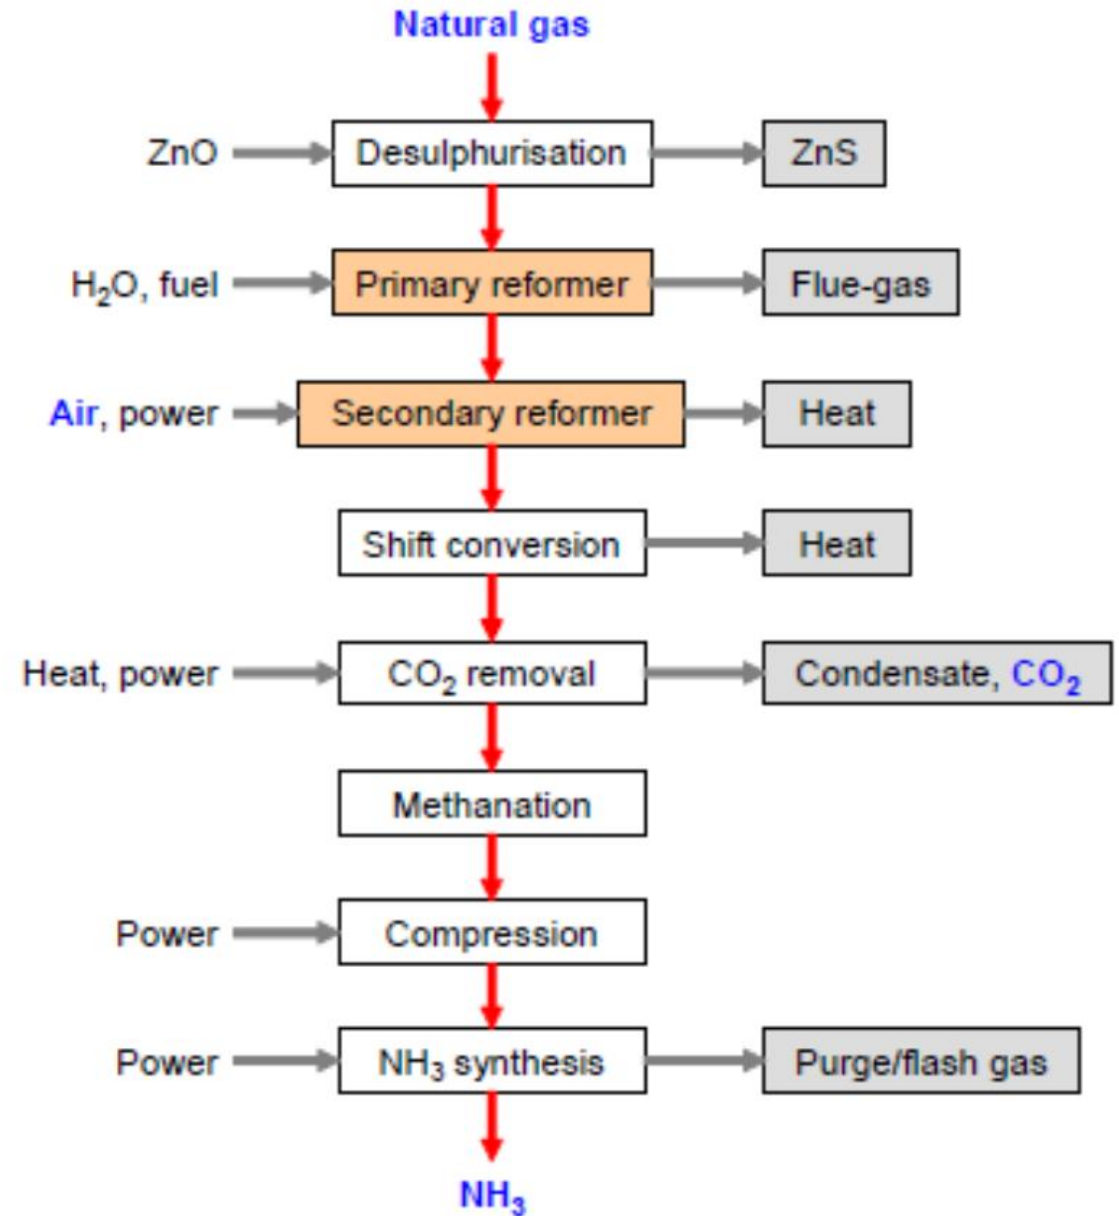 Natural gas
ZnO Desulphurisation ZnS
H₂O, fuel Primary reformer Flue-gas
Air, power Secondary reformer Heat
Shift conversion Heat
Heat, power CO₂ removal Condensate, CO₂
Methanation
Power Compression
Power NH₃ synthesis Purge/flash gas
NH₃